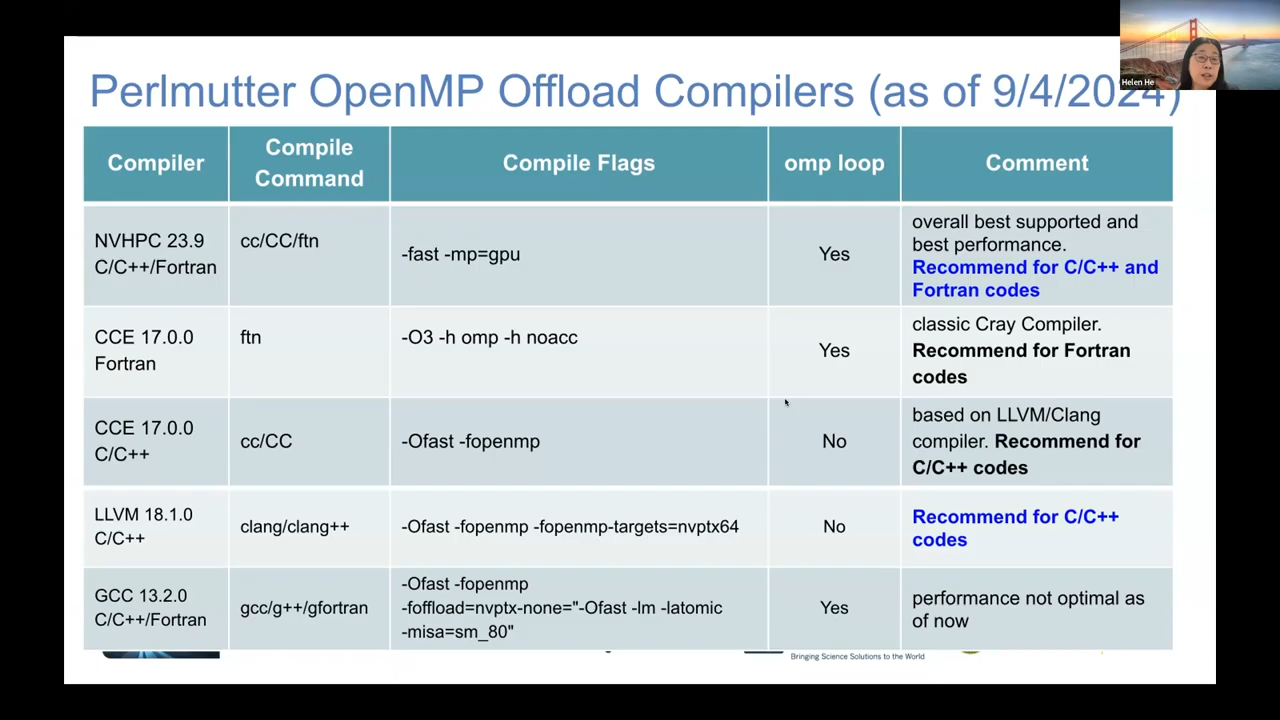 Helen He
Perlmutter OpenMP Offload Compilers (as of 9/4/2024)
Compiler
Compile
Command
Compile Flags
omp loop
Comment
NVHPC 23.9
C/C++/Fortran
cc/CC/ftn
-fast -mp=gpu
Yes
overall best supported and
best performance.
Recommend for C/C++ and
Fortran codes
CCE 17.0.0
Fortran
ftn
-O3 -h omp -h noacc
Yes
classic Cray Compiler.
Recommend for Fortran
codes
CCE 17.0.0
C/C++
cc/CC
-Ofast -fopenmp
No
based on LLVM/Clang
compiler. Recommend for
C/C++ codes
LLVM 18.1.0
C/C++
clang/clang++
-Ofast -fopenmp -fopenmp-targets=nvptx64
No
Recommend for C/C++
codes
GCC 13.2.0
C/C++/Fortran
gcc/g++/gfortran
-Ofast -fopenmp
-foffload=nvptx-none="-Ofast -lm -latomic
-misa=sm_80"
Yes
performance not optimal as
of now
Bringing Science Solutions to the World